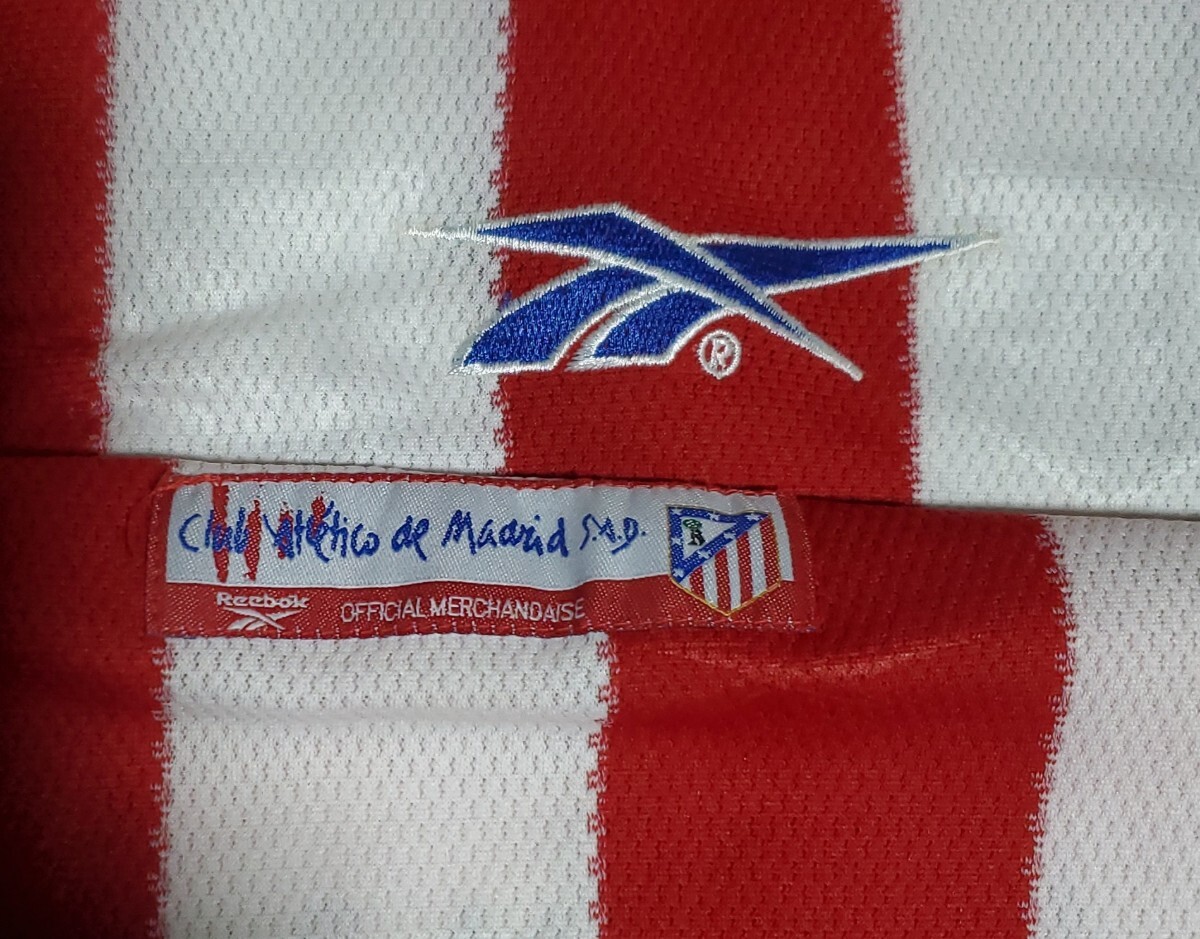 ®
Club Atlético de Madrid S.A.D.
Reebok OFFICIAL MERCHANDAISE